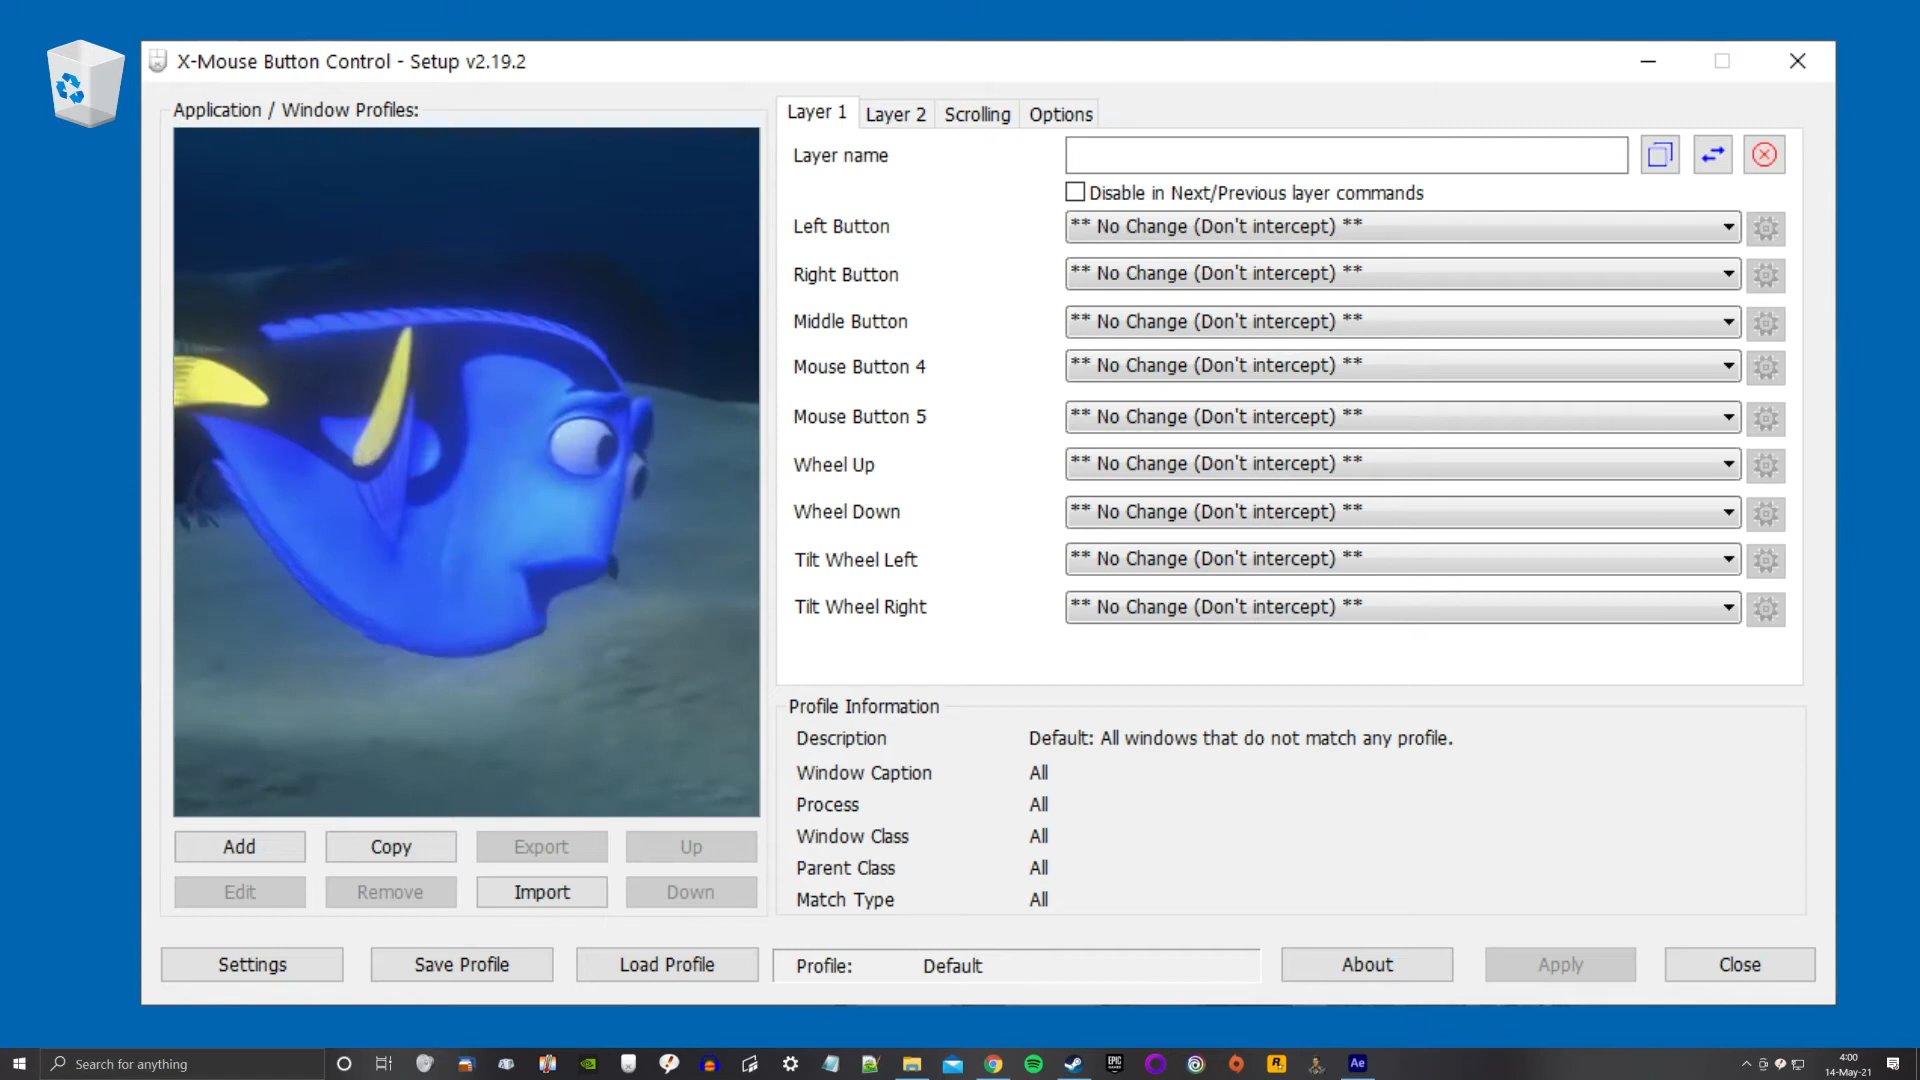 X-Mouse Button Control - Setup v2.19.2
Application / Window Profiles:
Layer 1
Layer 2
Scrolling
Options
Layer name
Disable in Next/Previous layer commands
Left Button
** No Change (Don't intercept) **
Right Button
** No Change (Don't intercept) **
Middle Button
** No Change (Don't intercept) **
Mouse Button 4
** No Change (Don't intercept) **
Mouse Button 5
** No Change (Don't intercept) **
Wheel Up
** No Change (Don't intercept) **
Wheel Down
** No Change (Don't intercept) **
Tilt Wheel Left
** No Change (Don't intercept) **
Tilt Wheel Right
** No Change (Don't intercept) **
Profile Information
Description
Default: All windows that do not match any profile.
Window Caption
All
Process
All
Window Class
All
Parent Class
All
Match Type
All
Add
Copy
Export
Up
Edit
Remove
Import
Down
Settings
Save Profile
Load Profile
Profile:
Default
About
Apply
Close
Search for anything
EPIC
GAMES
R
Ae
4:00
14-May-21